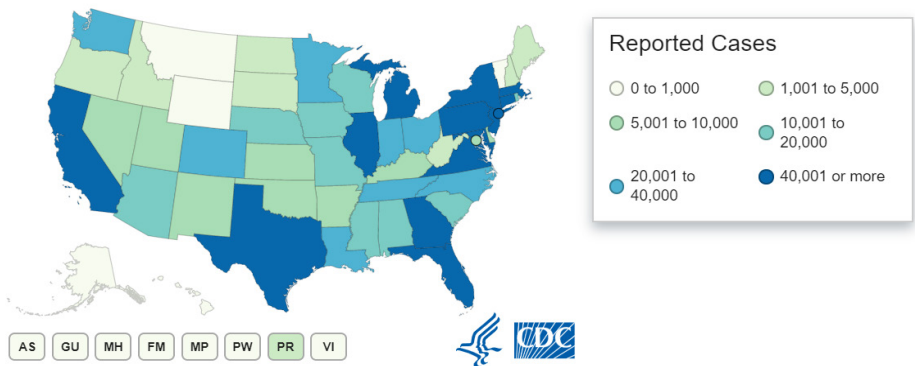 Reported Cases
0 to 1,000
1,001 to 5,000
5,001 to 10,000
10,001 to
20,000
20,001 to
40,000
40,001 or more
AS GU MH FM MP PW PR VI
CDC